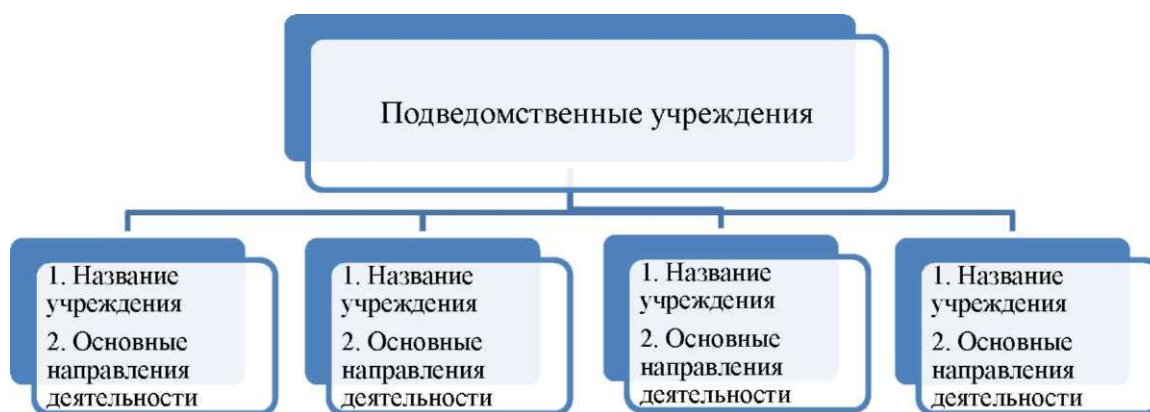 Подведомственные учреждения
1. Название
учреждения
2. Основные
направления
деятельности
1. Название
учреждения
2. Основные
направления
деятельности
1. Название
учреждения
2. Основные
направления
деятельности
1. Название
учреждения
2. Основные
направления
деятельности